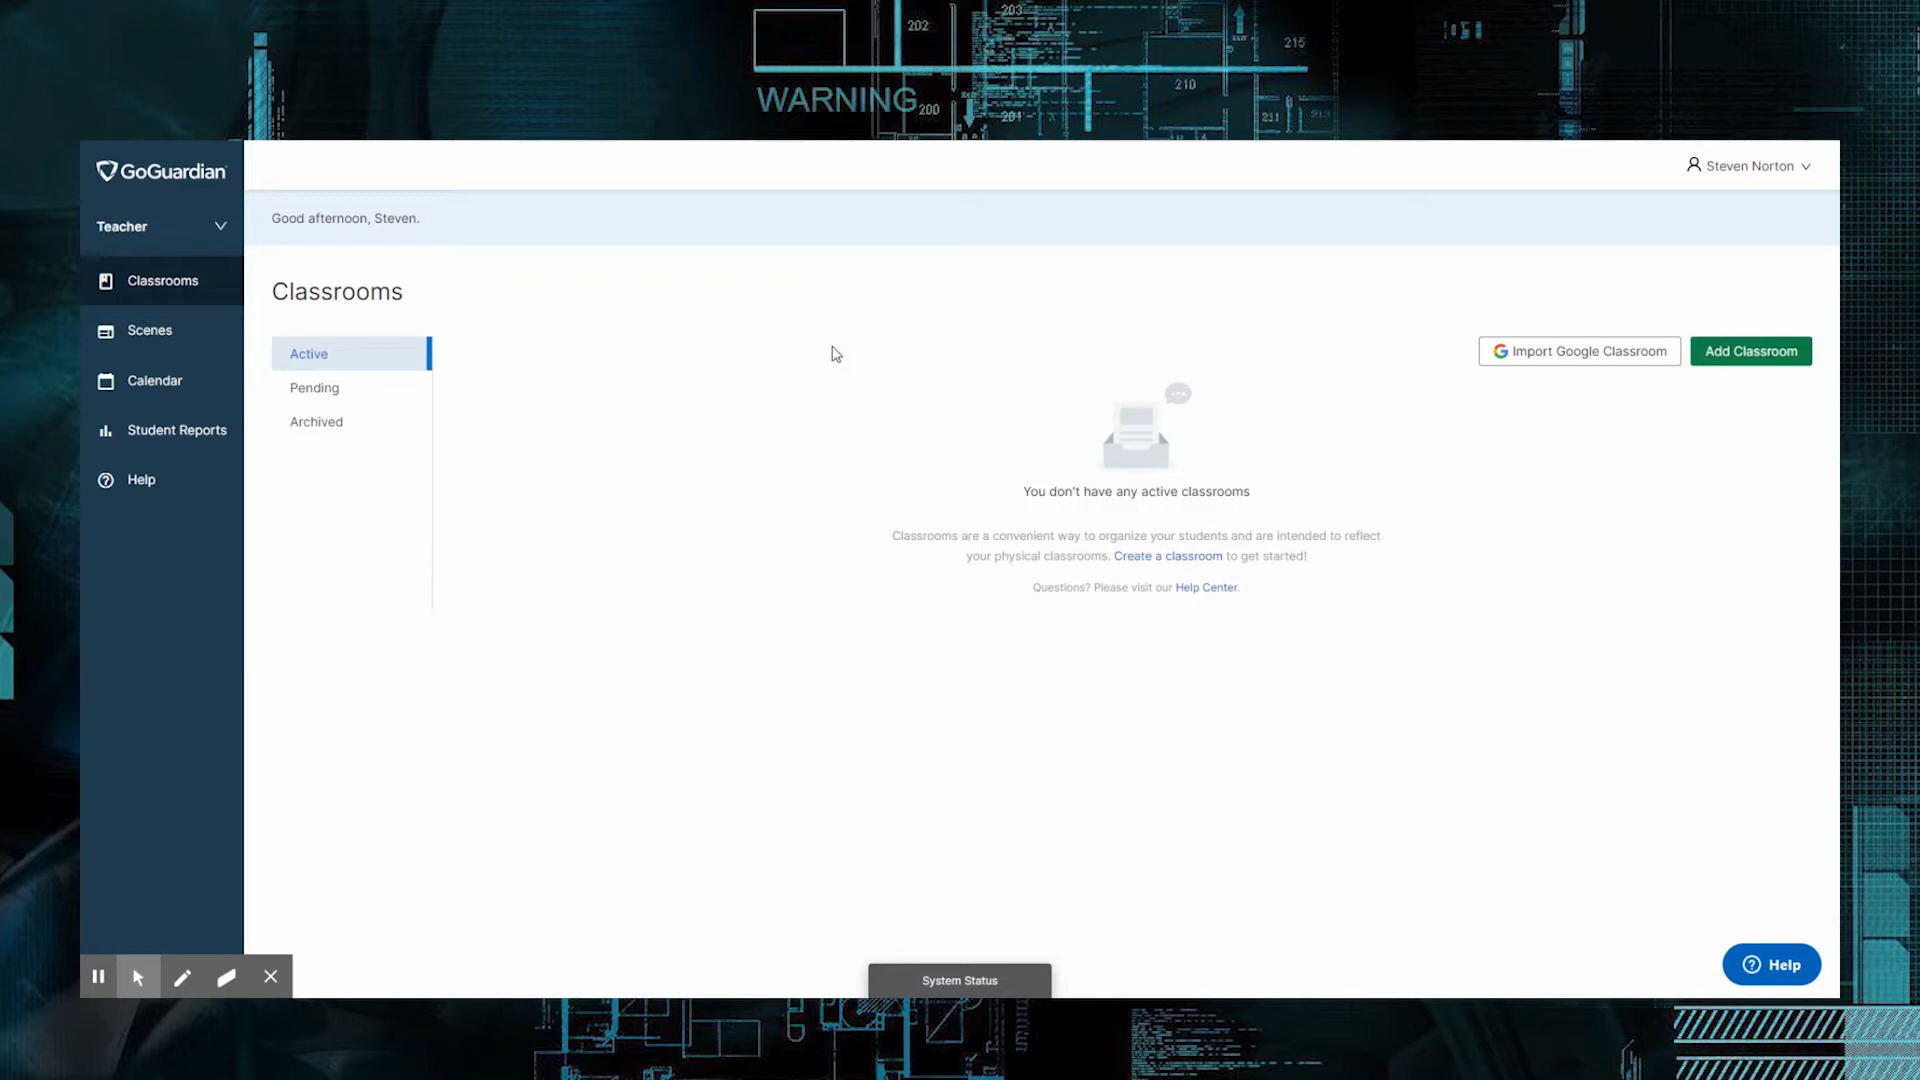 202
203
215
210
WARNING
200
201
211
213
GoGuardian
Steven Norton
Teacher
Good afternoon, Steven.
Classrooms
Scenes
Calendar
Student Reports
Help
Classrooms
Active
Pending
Archived
Import Google Classroom
Add Classroom
You don't have any active classrooms
Classrooms are a convenient way to organize your students and are intended to reflect
your physical classrooms. Create a classroom to get started!
Questions? Please visit our Help Center.
System Status
Help